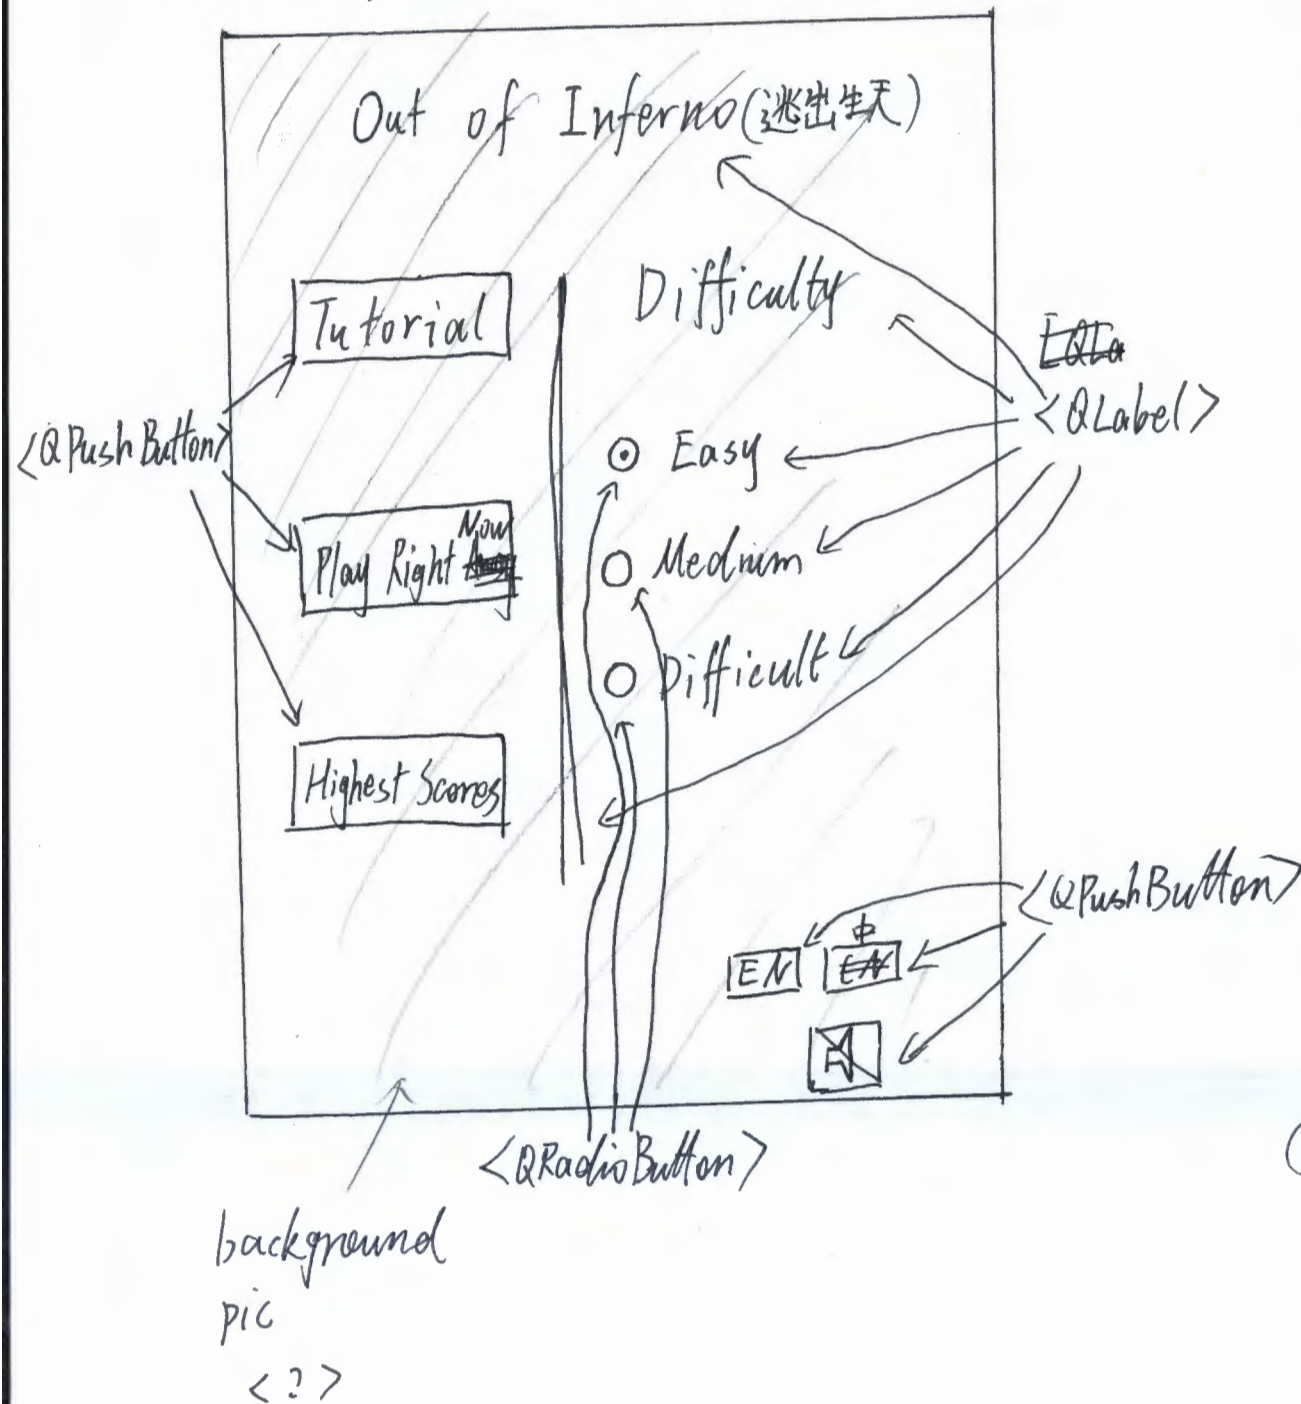 Out of Inferno(逃出生天)
Difficulty
Tutorial
<QLabel>
<QPushButton>
Easy
Now
Play Right
Medium
Difficult
Highest Scores
<QPushButton>
中
EN
<QRadioButton>
background
pic
<?>